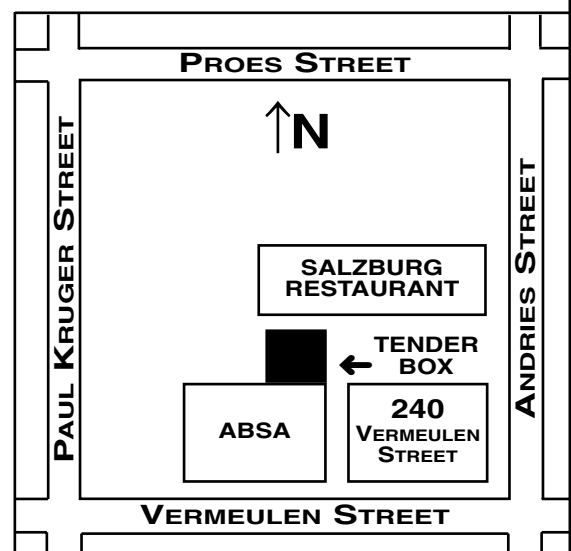 PROES STREET
N
PAUL KRUGER STREET
ANDRIES STREET
SALZBURG
RESTAURANT
TENDER
BOX
ABSA
240
VERMEULEN
STREET
VERMEULEN STREET